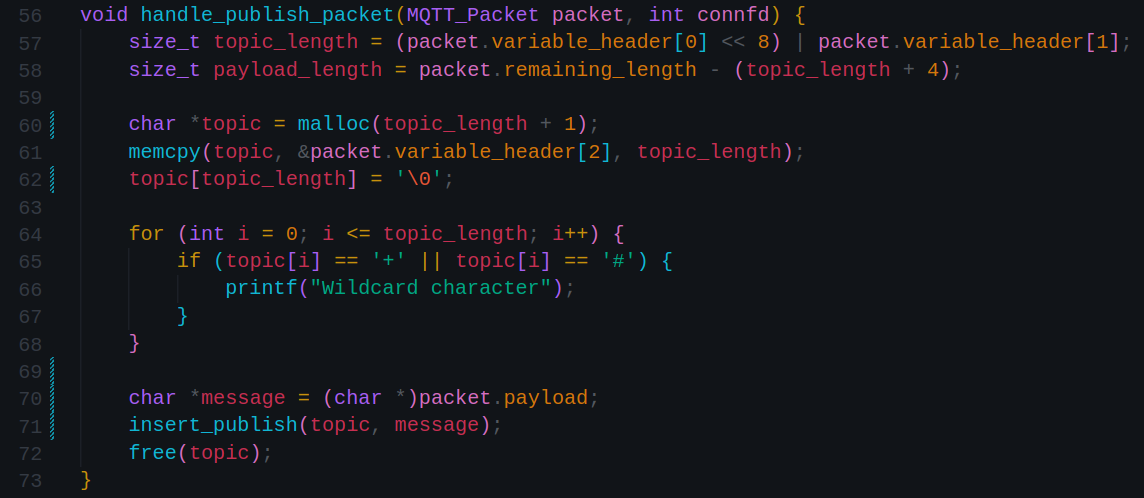 56 void handle_publish_packet(MQTT_Packet packet, int connfd) {
57     size_t topic_length = (packet.variable_header[0] << 8) | packet.variable_header[1];
58     size_t payload_length = packet.remaining_length - (topic_length + 4);
59
60     char *topic = malloc(topic_length + 1);
61     memcpy(topic, &packet.variable_header[2], topic_length);
62     topic[topic_length] = '\0';
63
64     for (int i = 0; i <= topic_length; i++) {
65         if (topic[i] == '+' || topic[i] == '#') {
66             printf("Wildcard character");
67         }
68     }
69
70     char *message = (char *)packet.payload;
71     insert_publish(topic, message);
72     free(topic);
73 }